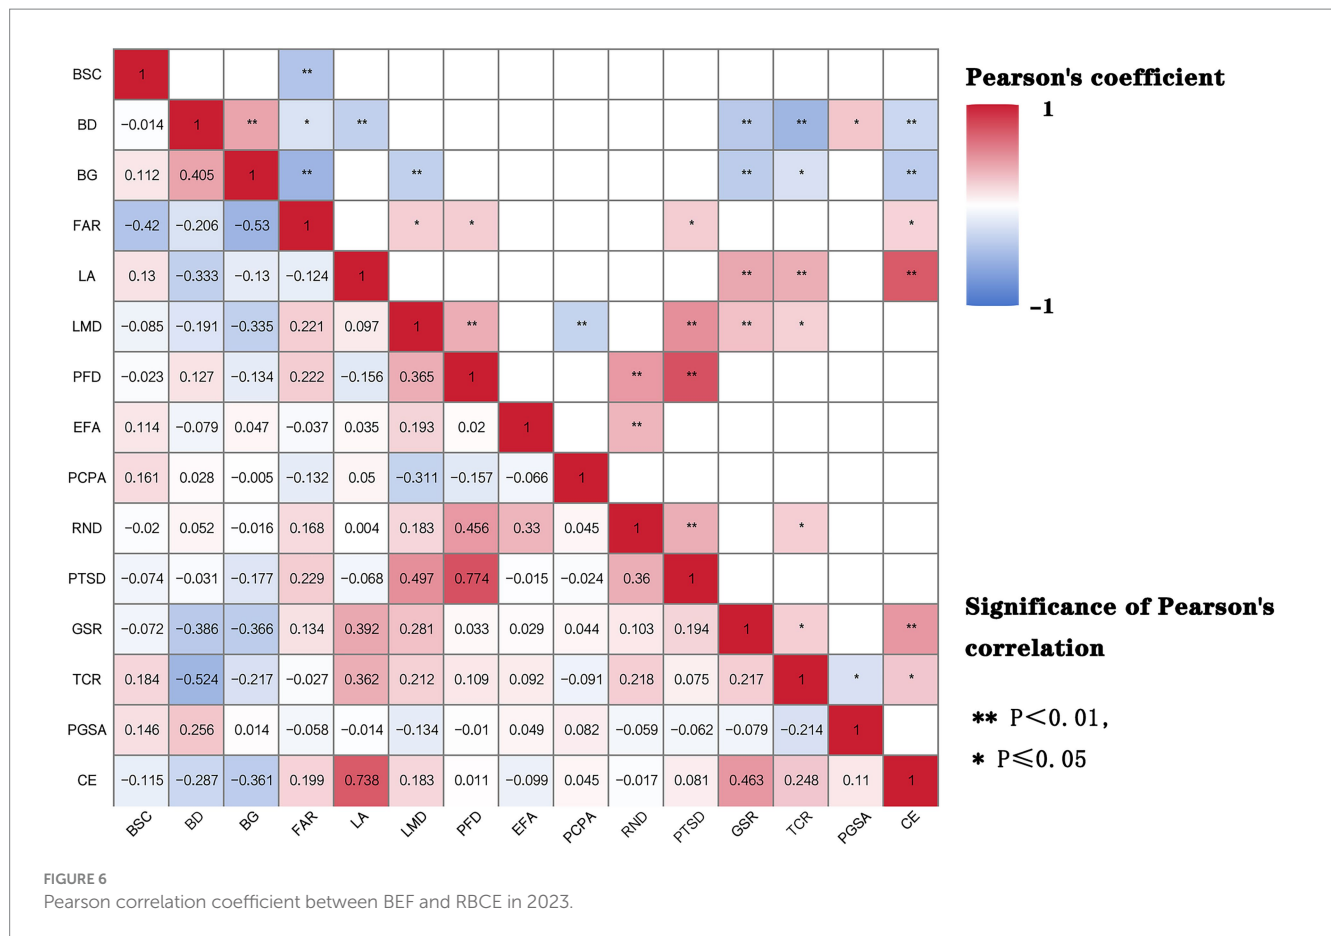 BSC 1 **
BD −0.014 1 ** * ** ** ** * **
BG 0.112 0.405 1 ** ** ** * **
FAR −0.42 −0.206 −0.53 1 * * * *
LA 0.13 −0.333 −0.13 −0.124 1 ** ** **
LMD −0.085 −0.191 −0.335 0.221 0.097 1 ** ** ** ** *
PFD −0.023 0.127 −0.134 0.222 −0.156 0.365 1 ** **
EFA 0.114 −0.079 0.047 −0.037 0.035 0.193 0.02 1 **
PCPA 0.161 0.028 −0.005 −0.132 0.05 −0.311 −0.157 −0.066 1
RND −0.02 0.052 −0.016 0.168 0.004 0.183 0.456 0.33 0.045 1 ** *
PTSD −0.074 −0.031 −0.177 0.229 −0.068 0.497 0.774 −0.015 −0.024 0.36 1
GSR −0.072 −0.386 −0.366 0.134 0.392 0.281 0.033 0.029 0.044 0.103 0.194 1 * **
TCR 0.184 −0.524 −0.217 −0.027 0.362 0.212 0.109 0.092 −0.091 0.218 0.075 0.217 1 * *
PGSA 0.146 0.256 0.014 −0.058 −0.014 −0.134 −0.01 0.049 0.082 −0.059 −0.062 −0.079 −0.214 1
CE −0.115 −0.287 −0.361 0.199 0.738 0.183 0.011 −0.099 0.045 −0.017 0.081 0.463 0.248 0.11 1
BSC BD BG FAR LA LMD PFD EFA PCPA RND PTSD GSR TCR PGSA CE
Pearson's coefficient
1
−1
Significance of Pearson's
correlation
** P<0.01,
* P≤0.05
FIGURE 6
Pearson correlation coefficient between BEF and RBCE in 2023.